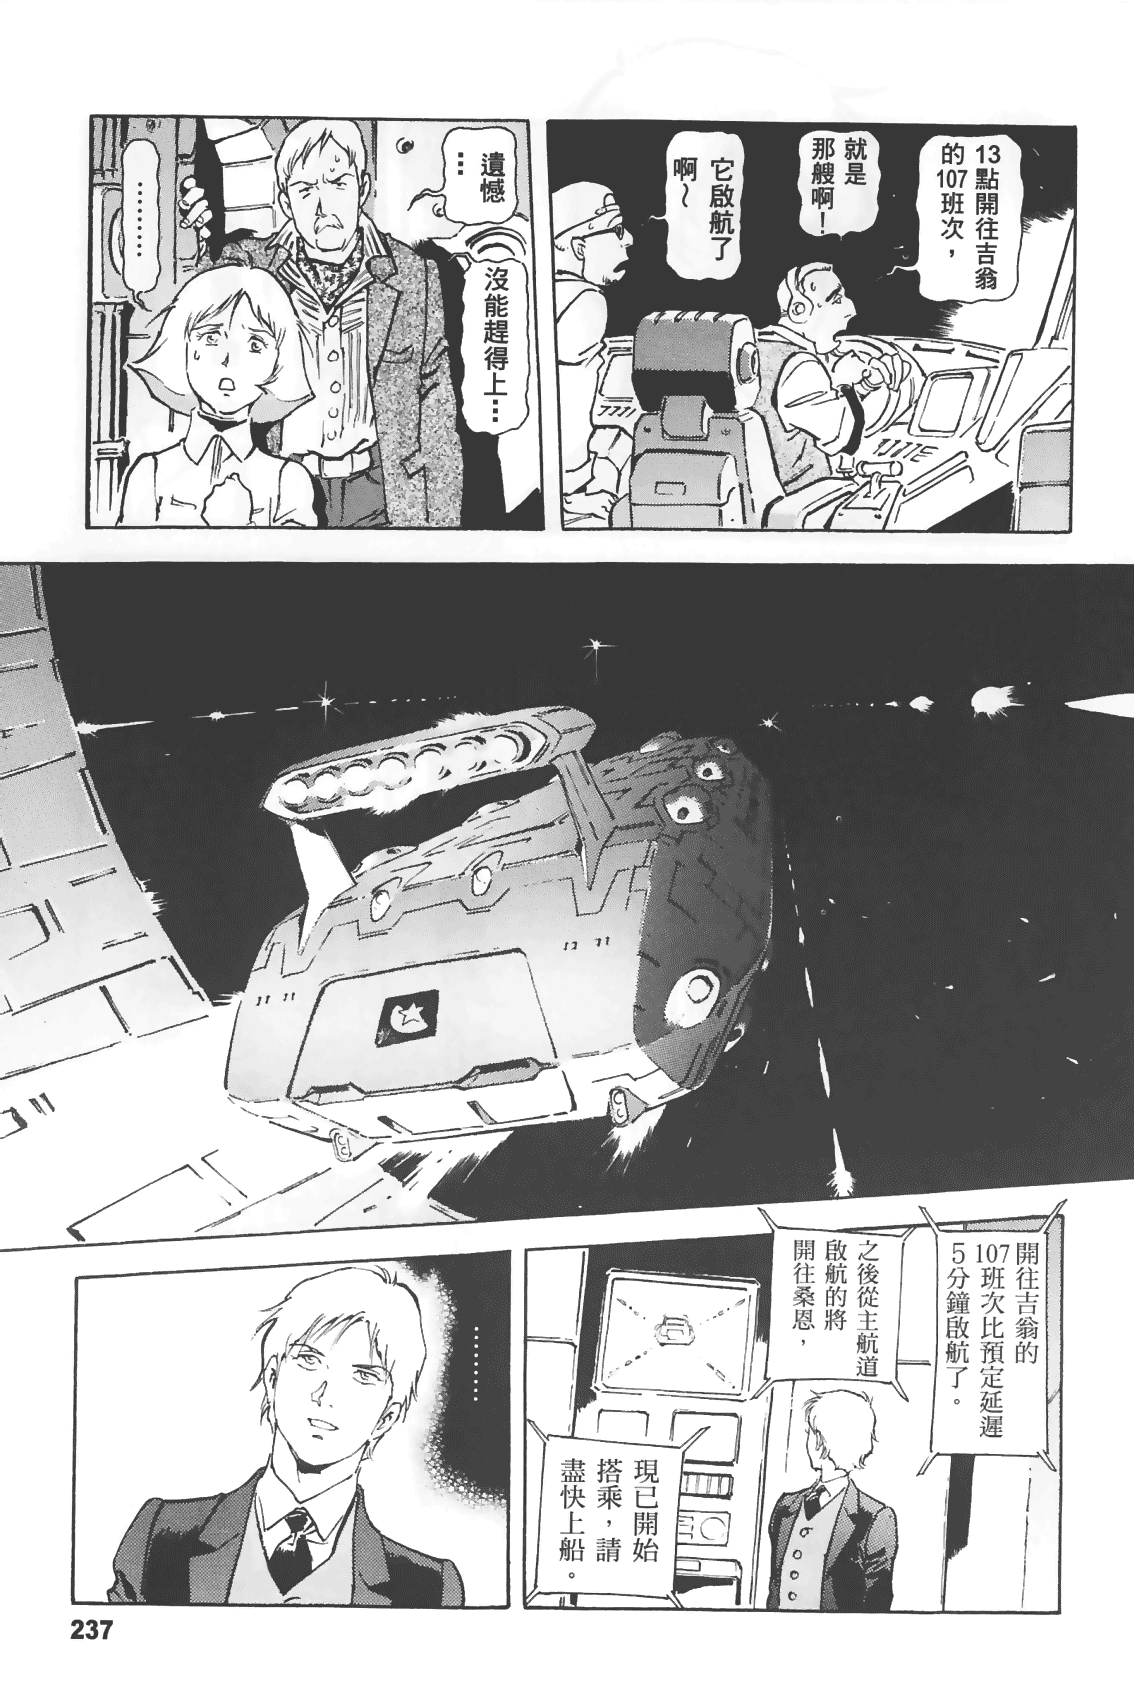 13點開往吉翁
的107班次，
就是
那艘啊！
它啟航了
啊～
遺憾
⋯
沒能趕得上⋯
………
開往吉翁的
107班次比預定延遲
5分鐘啟航了。
之後從主航道
啟航的將
開往桑恩，
現已開始
搭乘，請
盡快上船。
………
237